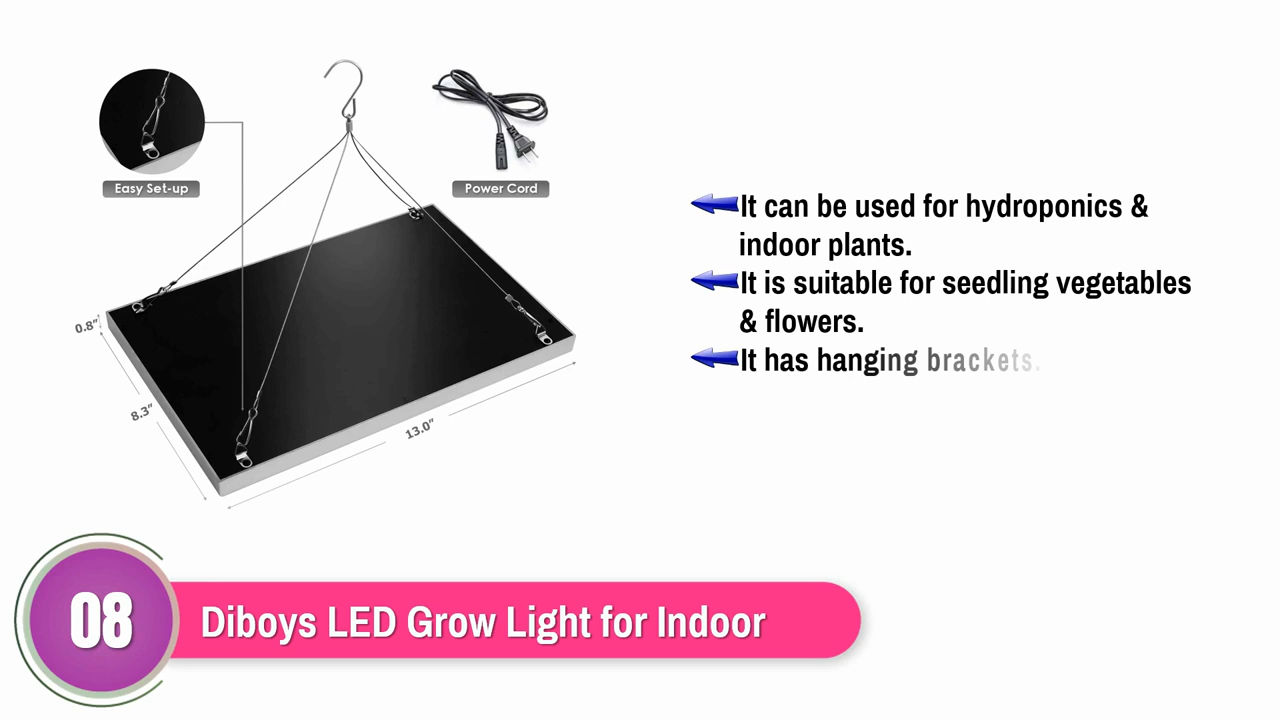 Easy Set-up
Power Cord
0.8"
8.3"
13.0"
It can be used for hydroponics &
indoor plants.
It is suitable for seedling vegetables
& flowers.
It has hanging brackets.
08
Diboys LED Grow Light for Indoor